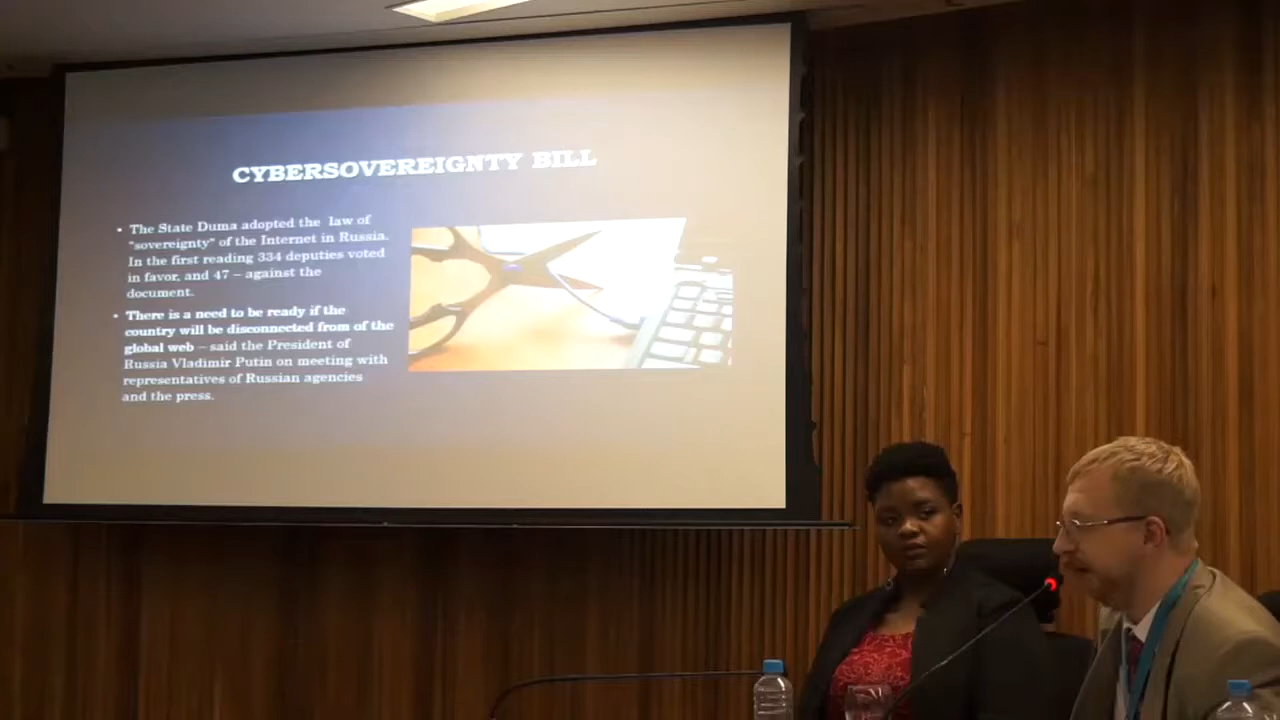 CYBERSOVEREIGNTY BILL
• The State Duma adopted the law of
"sovereignty" of the Internet in Russia.
In the first reading 334 deputies voted
in favor, and 47 – against the
document.
• There is a need to be ready if the
country will be disconnected from of the
global web – said the President of
Russia Vladimir Putin on meeting with
representatives of Russian agencies
and the press.